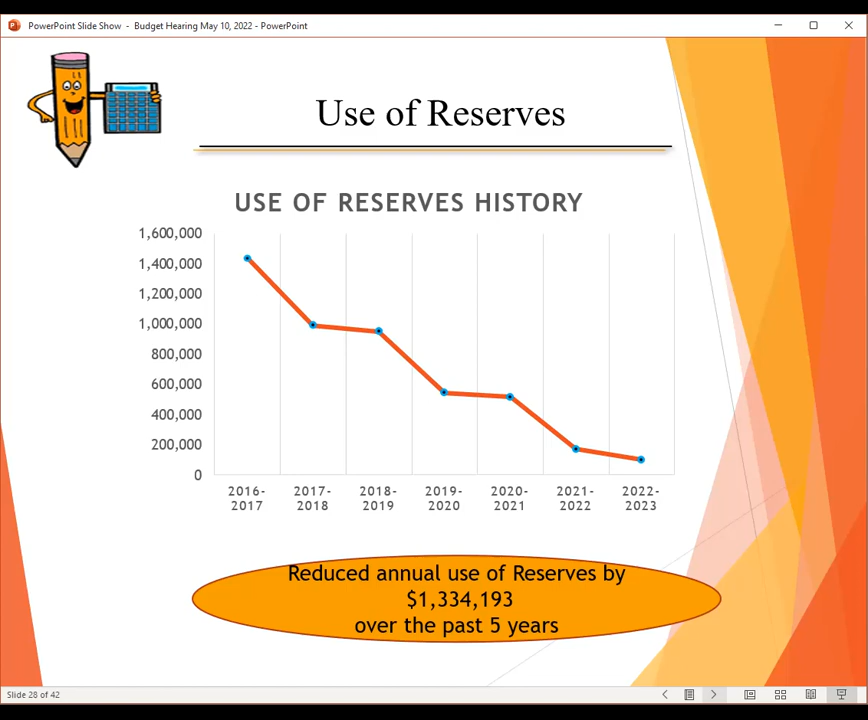 PowerPoint Slide Show - Budget Hearing May 10, 2022 - PowerPoint
Use of Reserves
USE OF RESERVES HISTORY
1,600,000
1,400,000
1,200,000
1,000,000
800,000
600,000
400,000
200,000
0
2016-2017
2017-2018
2018-2019
2019-2020
2020-2021
2021-2022
2022-2023
Reduced annual use of Reserves by
$1,334,193
over the past 5 years
Slide 28 of 42